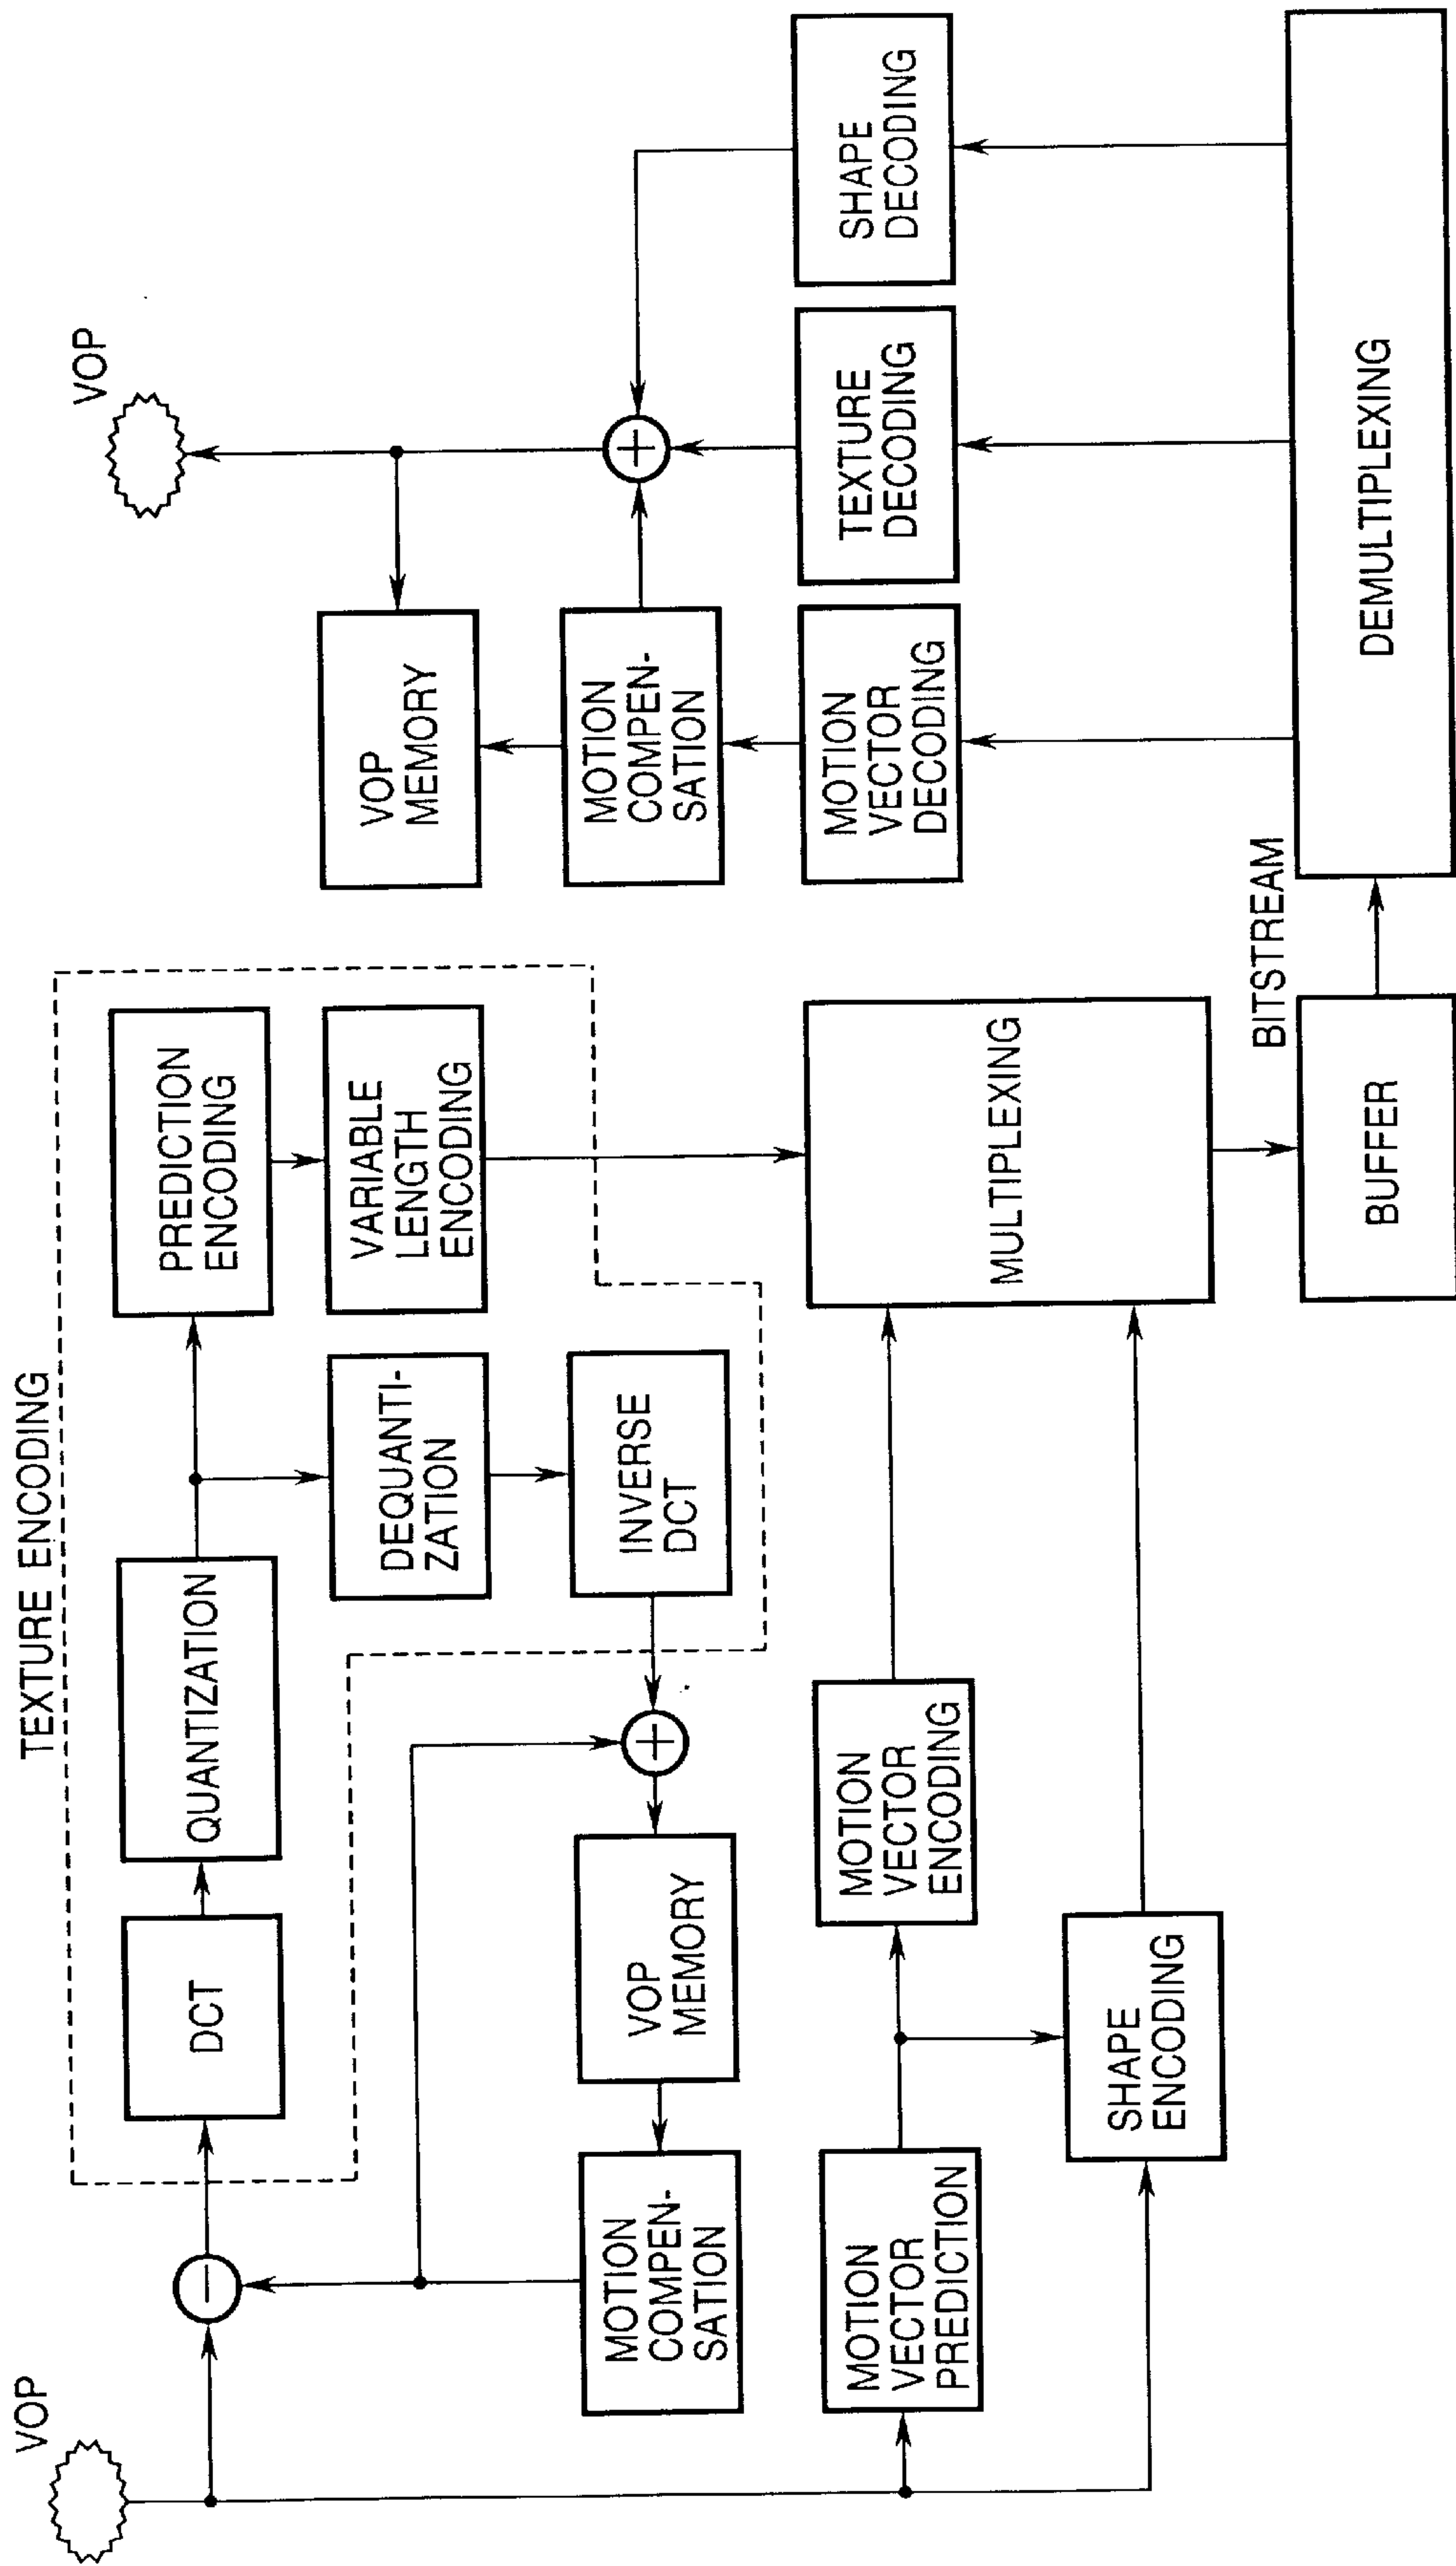 TEXTURE ENCODING
VOP
DCT
QUANTIZATION
PREDICTION
ENCODING
VARIABLE
LENGTH
ENCODING
DEQUANTI-
ZATION
INVERSE
DCT
VOP
MEMORY
MOTION
COMPEN-
SATION
MOTION
VECTOR
PREDICTION
MOTION
VECTOR
ENCODING
SHAPE
ENCODING
MULTIPLEXING
BUFFER
BITSTREAM
VOP
VOP
MEMORY
MOTION
COMPEN-
SATION
MOTION
VECTOR
DECODING
TEXTURE
DECODING
SHAPE
DECODING
DEMULTIPLEXING